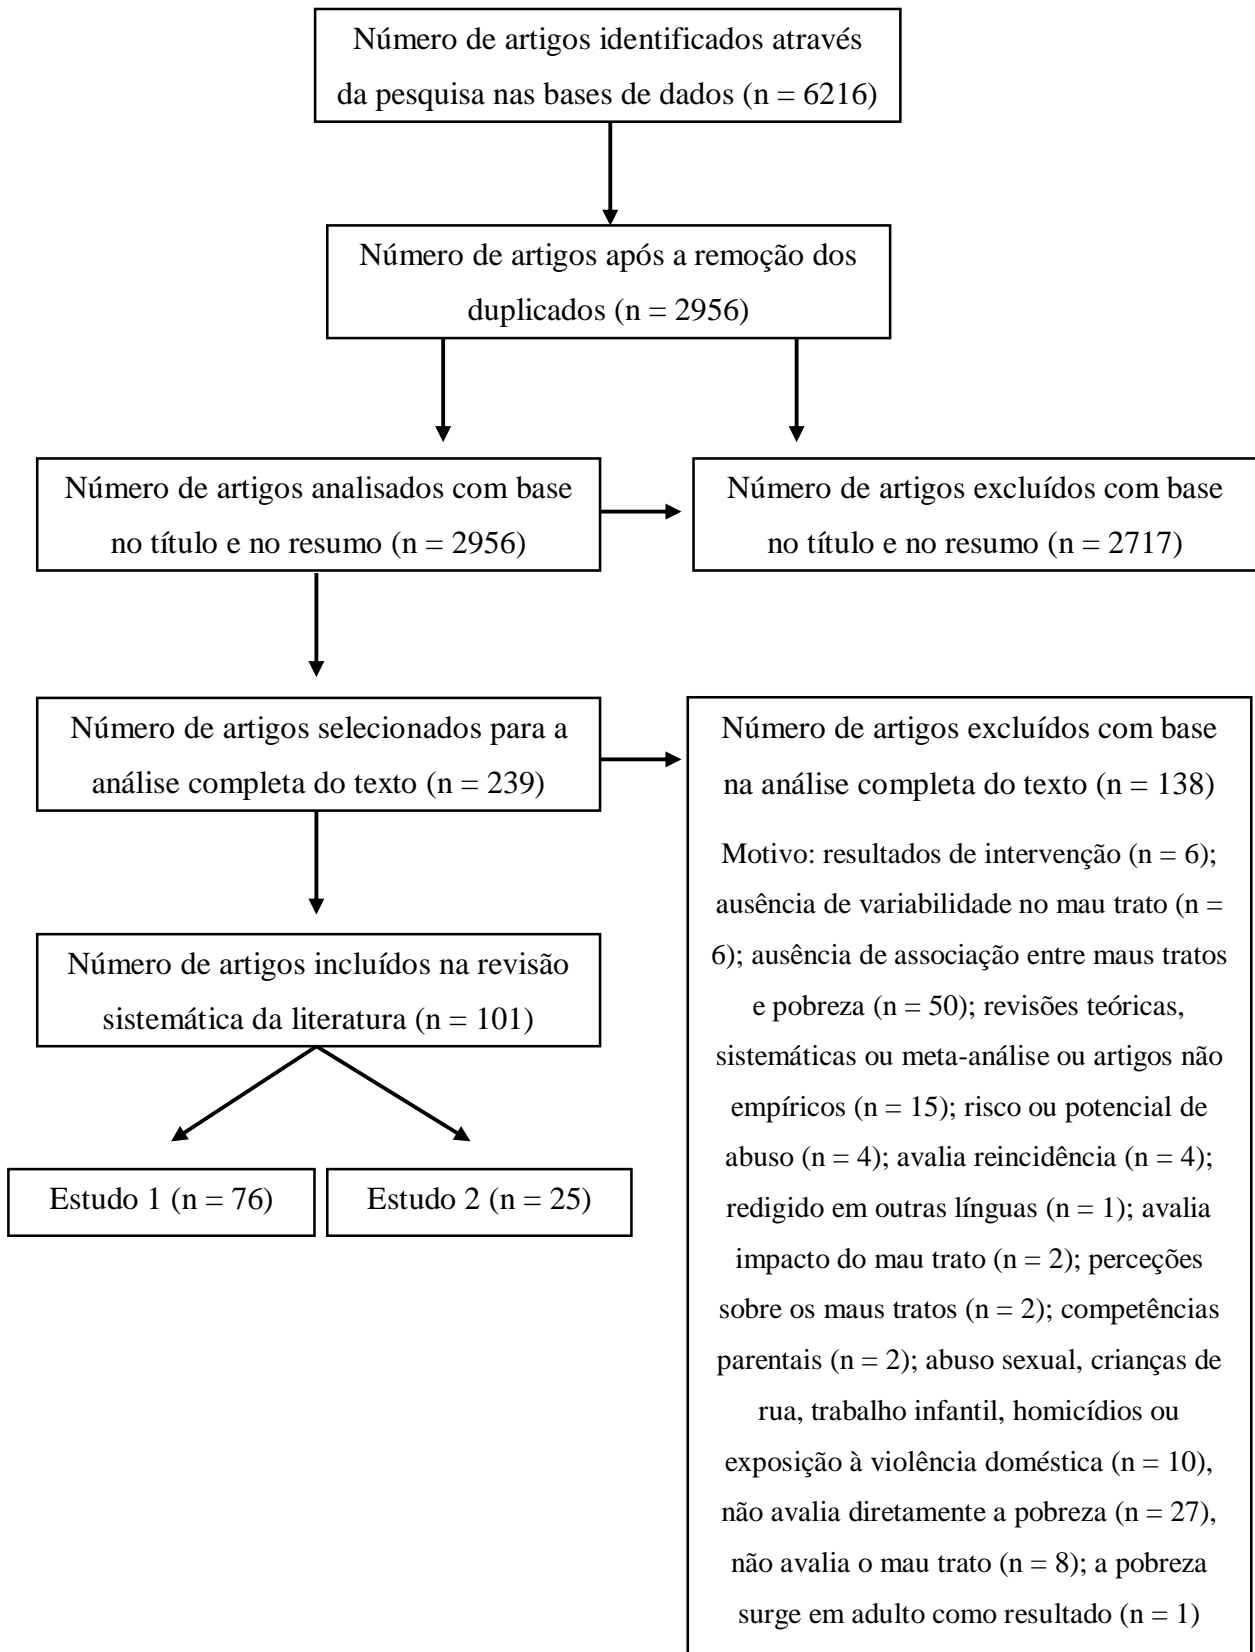 Número de artigos identificados através
da pesquisa nas bases de dados (n = 6216)
Número de artigos após a remoção dos
duplicados (n = 2956)
Número de artigos analisados com base
no título e no resumo (n = 2956)
Número de artigos excluídos com base
no título e no resumo (n = 2717)
Número de artigos selecionados para a
análise completa do texto (n = 239)
Número de artigos excluídos com base
na análise completa do texto (n = 138)
Motivo: resultados de intervenção (n = 6);
ausência de variabilidade no mau trato (n =
6); ausência de associação entre maus tratos
e pobreza (n = 50); revisões teóricas,
sistemáticas ou meta-análise ou artigos não
empíricos (n = 15); risco ou potencial de
abuso (n = 4); avalia reincidência (n = 4);
redigido em outras línguas (n = 1); avalia
impacto do mau trato (n = 2); perceções
sobre os maus tratos (n = 2); competências
parentais (n = 2); abuso sexual, crianças de
rua, trabalho infantil, homicídios ou
exposição à violência doméstica (n = 10),
não avalia diretamente a pobreza (n = 27),
não avalia o mau trato (n = 8); a pobreza
surge em adulto como resultado (n = 1)
Número de artigos incluídos na revisão
sistemática da literatura (n = 101)
Estudo 1 (n = 76)
Estudo 2 (n = 25)